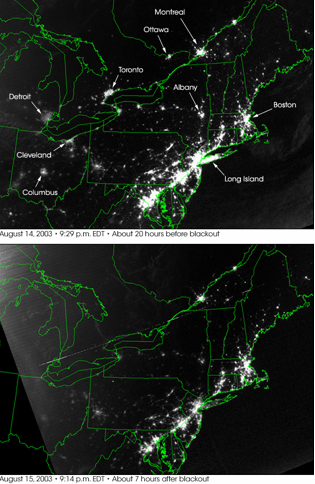 Montreal
Ottawa
Toronto
Detroit
Albany
Boston
Cleveland
Long Island
Columbus
August 14, 2003 • 9:29 p.m. EDT • About 20 hours before blackout
August 15, 2003 • 9:14 p.m. EDT • About 7 hours after blackout